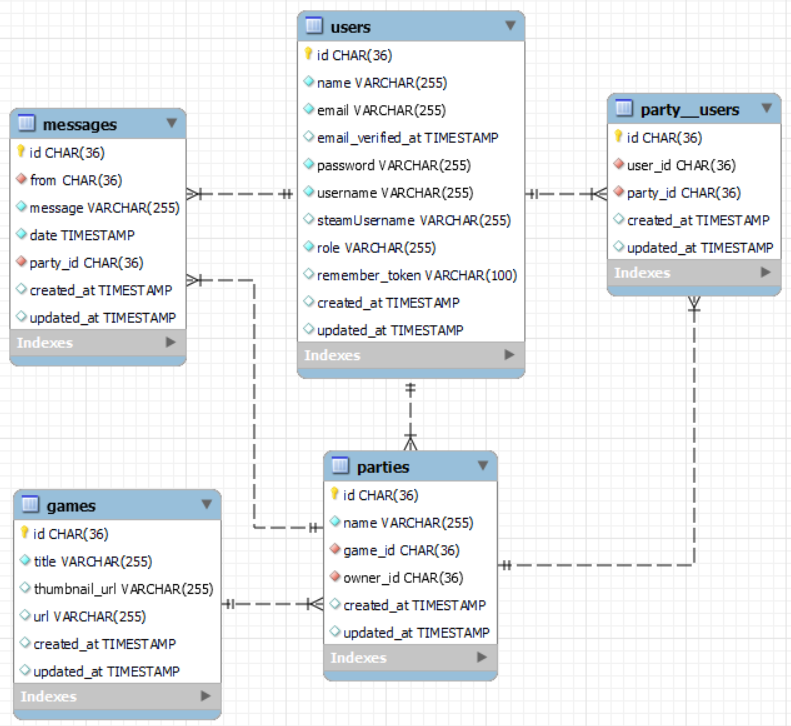 users
id CHAR(36)
name VARCHAR(255)
email VARCHAR(255)
email_verified_at TIMESTAMP
password VARCHAR(255)
username VARCHAR(255)
steamUsername VARCHAR(255)
role VARCHAR(255)
remember_token VARCHAR(100)
created_at TIMESTAMP
updated_at TIMESTAMP
Indexes
messages
id CHAR(36)
from CHAR(36)
message VARCHAR(255)
date TIMESTAMP
party_id CHAR(36)
created_at TIMESTAMP
updated_at TIMESTAMP
Indexes
party__users
id CHAR(36)
user_id CHAR(36)
party_id CHAR(36)
created_at TIMESTAMP
updated_at TIMESTAMP
Indexes
parties
id CHAR(36)
name VARCHAR(255)
game_id CHAR(36)
owner_id CHAR(36)
created_at TIMESTAMP
updated_at TIMESTAMP
Indexes
games
id CHAR(36)
title VARCHAR(255)
thumbnail_url VARCHAR(255)
url VARCHAR(255)
created_at TIMESTAMP
updated_at TIMESTAMP
Indexes